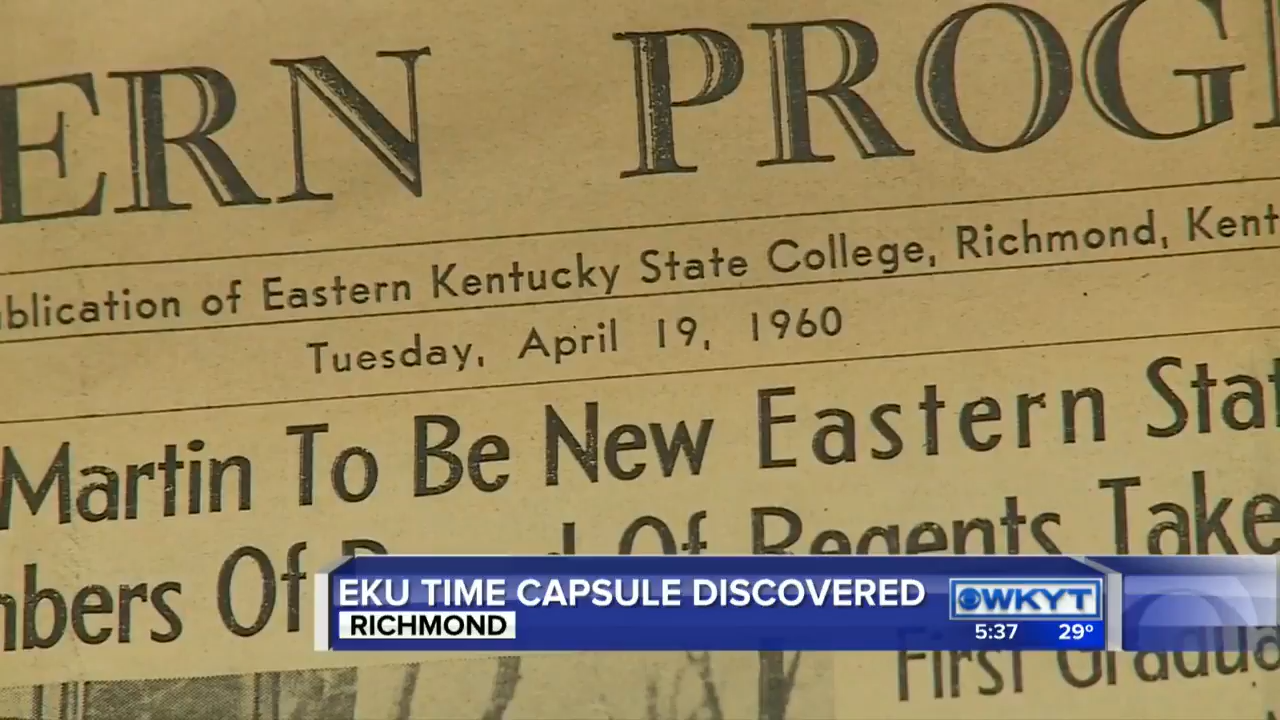 ERN PROG
ublication of Eastern Kentucky State College, Richmond, Kent
Tuesday, April 19, 1960
Martin To Be New Eastern Stat
mbers Of Of Regents Take
First Gradua
EKU TIME CAPSULE DISCOVERED
RICHMOND
WKYT
5:37 29°